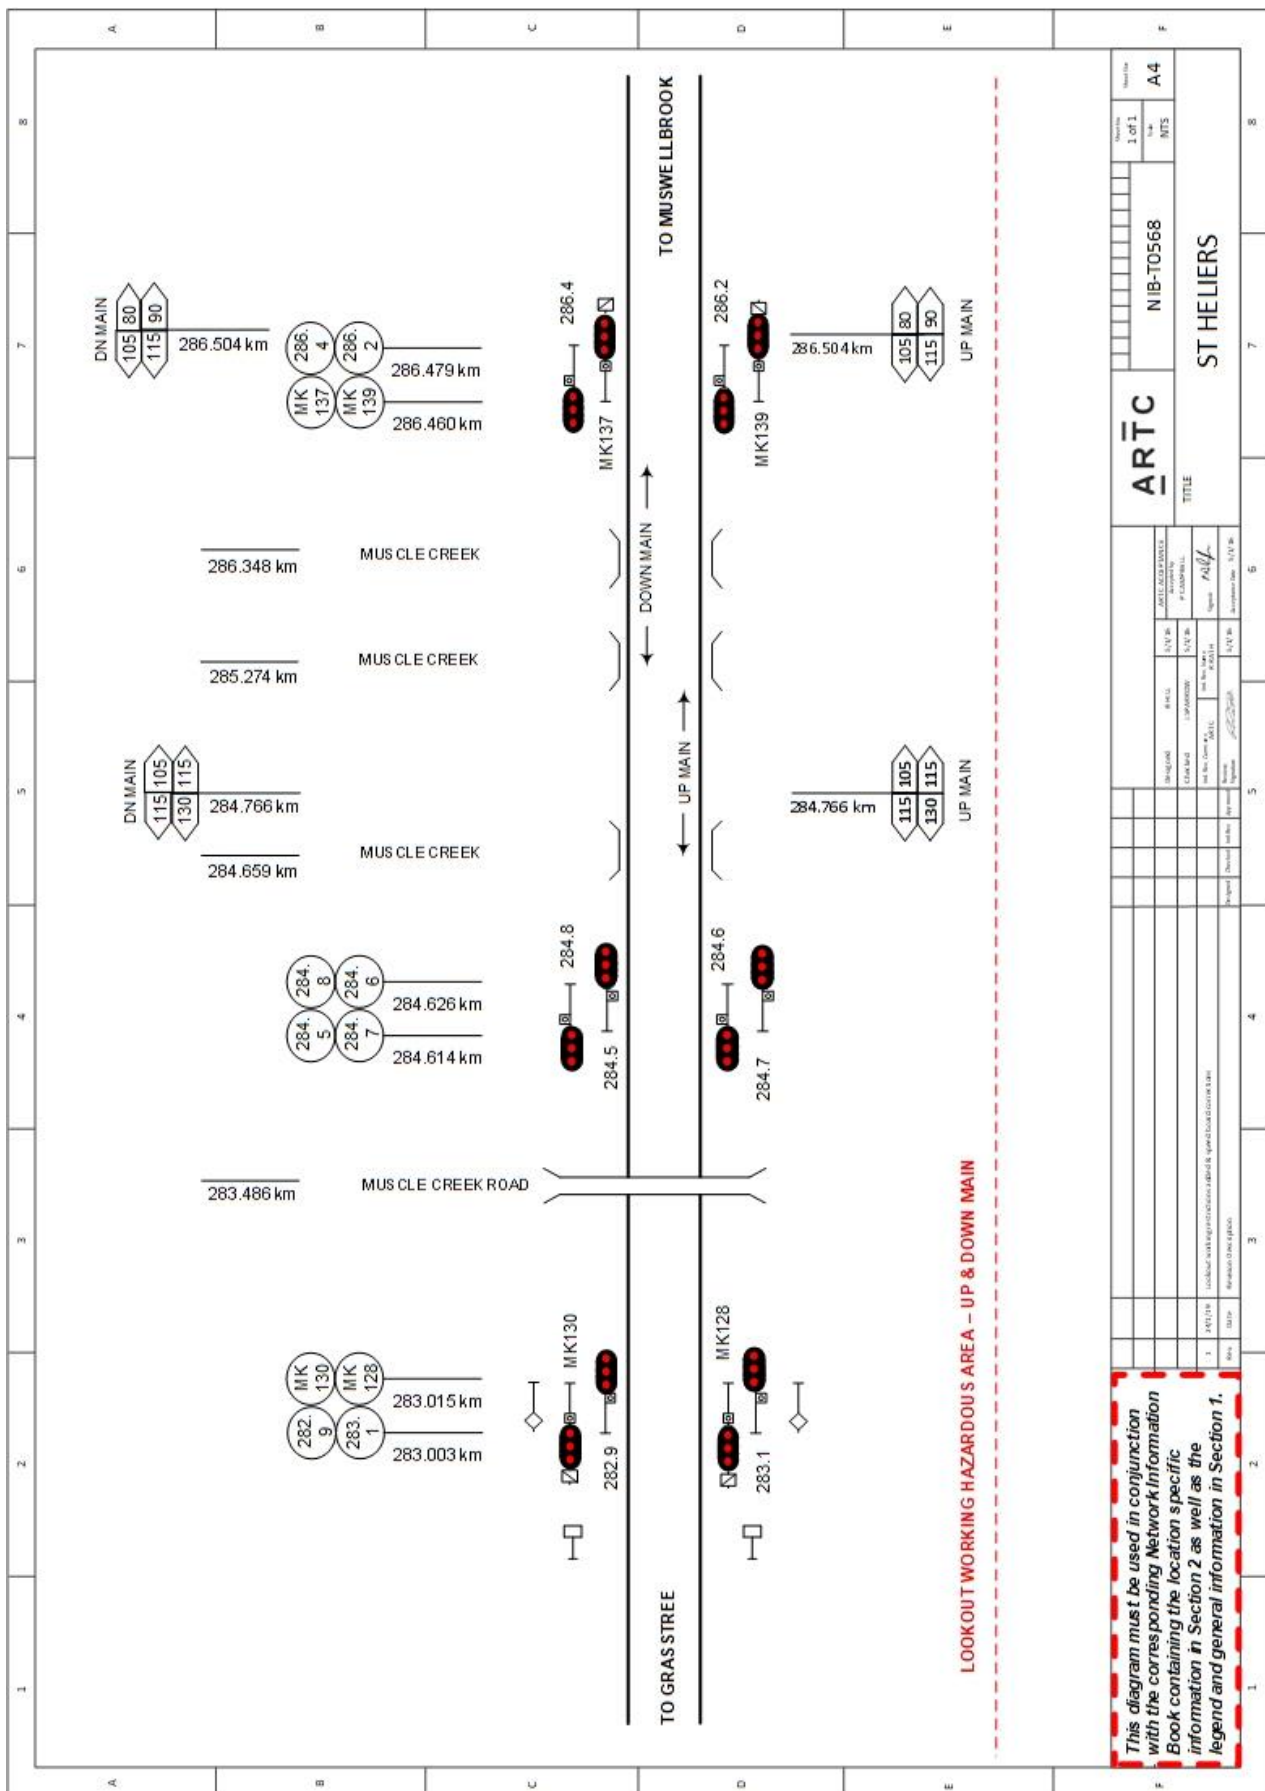 DN MAIN
115 105
130 115
284.766 km
DN MAIN
105 80
115 90
286.504 km
282.
9
283.
1
283.003 km
MK
130
MK
128
283.015 km
283.486 km
MUSCLE CREEK ROAD
284.
5
284.
7
284.614 km
284.
8
284.
6
284.626 km
284.659 km
MUSCLE CREEK
285.274 km
MUSCLE CREEK
286.348 km
MUSCLE CREEK
MK
137
MK
139
286.460 km
286.
4
286.
2
286.479 km
282.9
MK130
284.5
284.8
MK137
286.4
TO GRASSTREE
UP MAIN
DOWN MAIN
TO MUSWELLBROOK
283.1
MK128
284.7
284.6
MK139
286.2
284.766 km
115 105
130 115
UP MAIN
286.504 km
105 80
115 90
UP MAIN
LOOKOUT WORKING HAZARDOUS AREA – UP & DOWN MAIN
This diagram must be used in conjunction
with the corresponding Network Information
Book containing the location specific
information in Section 2 as well as the
legend and general information in Section 1.
ARTC
NIB-T0568
1 of 1
A4
NTS
TITLE
ST HELIERS
A
B
C
D
E
F
1
2
3
4
5
6
7
8